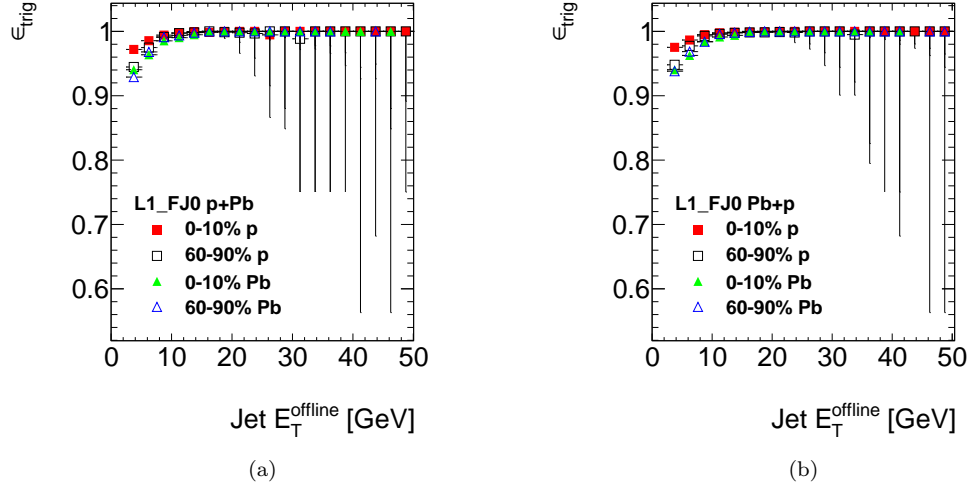 ϵtrig
1
0.9
0.8
0.7
0.6
L1_FJ0 p+Pb
0-10% p
60-90% p
0-10% Pb
60-90% Pb
0 10 20 30 40 50
Jet E_T^offline [GeV]
(a)
ϵtrig
1
0.9
0.8
0.7
0.6
L1_FJ0 Pb+p
0-10% p
60-90% p
0-10% Pb
60-90% Pb
0 10 20 30 40 50
Jet E_T^offline [GeV]
(b)